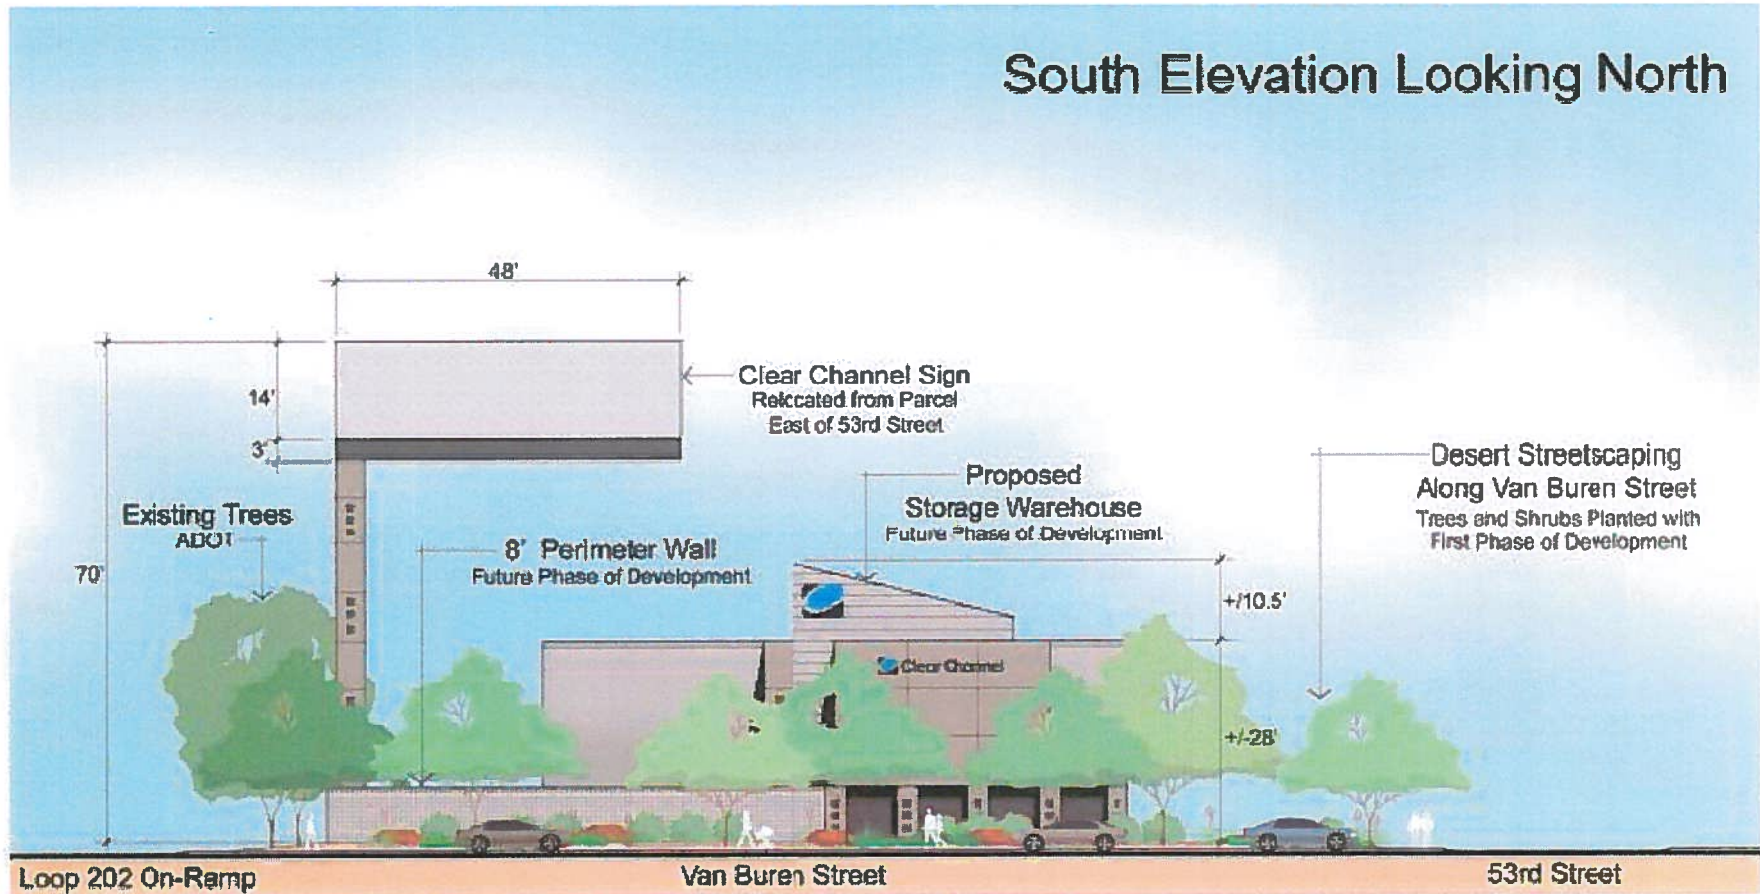 South Elevation Looking North
48'
14'
3'
70'
Clear Channel Sign
Relccated from Parcel
East of 53rd Street
Existing Trees
ADOT
8' Perimeter Wall
Future Phase of Development
Proposed
Storage Warehouse
Future Phase of Development
Desert Streetscaping
Along Van Buren Street
Trees and Shrubs Planted with
First Phase of Development
+/10.5'
Clear Channel
+/-28'
Loop 202 On-Ramp
Van Buren Street
53rd Street